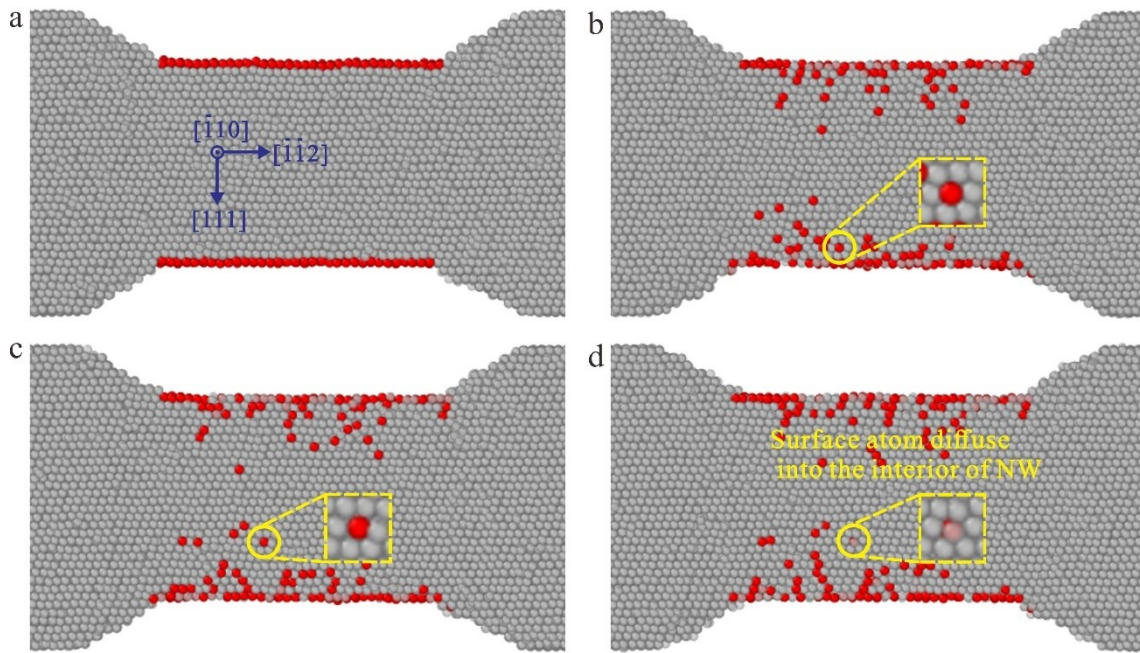 a
b
[1̄10]
[1̄1̄2]
[111]
c
d
Surface atom diffuse
into the interior of NW